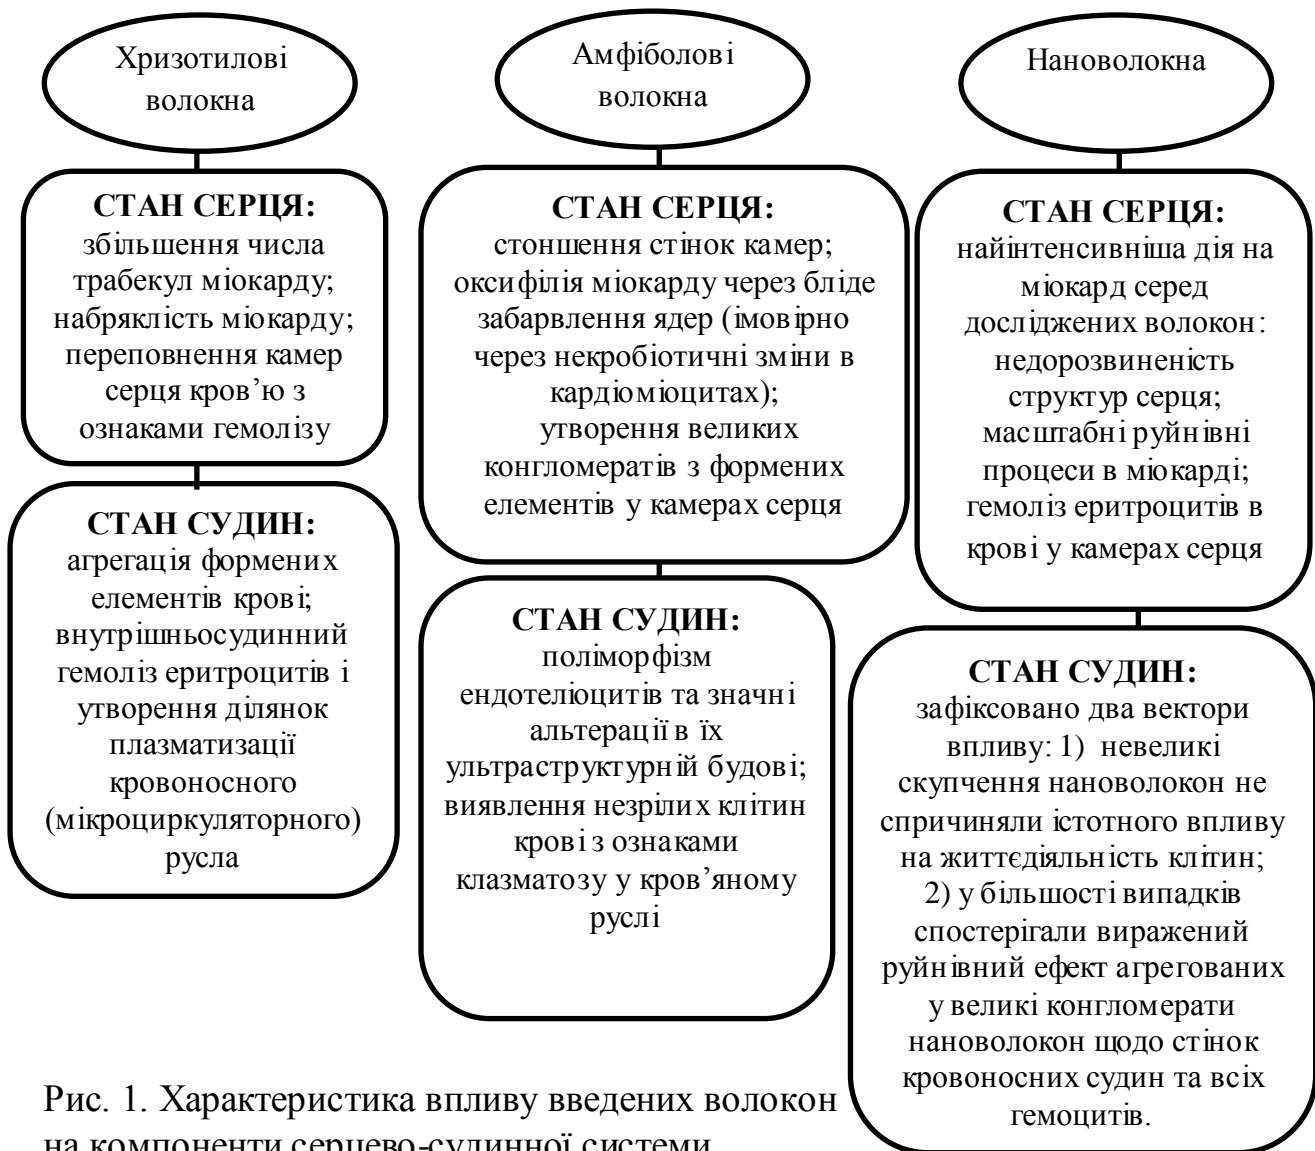 Хризотилові
волокна
СТАН СЕРЦЯ:
збільшення числа
трабекул міокарду;
набряклість міокарду;
переповнення камер
серця кров’ю з
ознаками гемолізу
СТАН СУДИН:
агрегація формених
елементів крові;
внутрішньосудинний
гемоліз еритроцитів і
утворення ділянок
плазматизації
кровоносного
(мікроциркуляторного)
русла
Амфіболові
волокна
СТАН СЕРЦЯ:
стоншення стінок камер;
оксифілія міокарду через бліде
забарвлення ядер (імовірно
через некробіотичні зміни в
кардіоміоцитах);
утворення великих
конгломератів з формених
елементів у камерах серця
СТАН СУДИН:
поліморфізм
ендотеліоцитів та значні
альтерації в їх
ультраструктурній будові;
виявлення незрілих клітин
крові з ознаками
клазматозу у кров’яному
руслі
Нановолокна
СТАН СЕРЦЯ:
найінтенсивніша дія на
міокард серед
досліджених волокон:
недорозвиненість
структур серця;
масштабні руйнівні
процеси в міокарді;
гемоліз еритроцитів в
крові у камерах серця
СТАН СУДИН:
зафіксовано два вектори
впливу: 1) невеликі
скупчення нановолокон не
спричиняли істотного впливу
на життєдіяльність клітин;
2) у більшості випадків
спостерігали виражений
руйнівний ефект агрегованих
у великі конгломерати
нановолокон щодо стінок
кровоносних судин та всіх
гемоцитів.
Рис. 1. Характеристика впливу введених волокон
на компоненти серцево-судинної системи